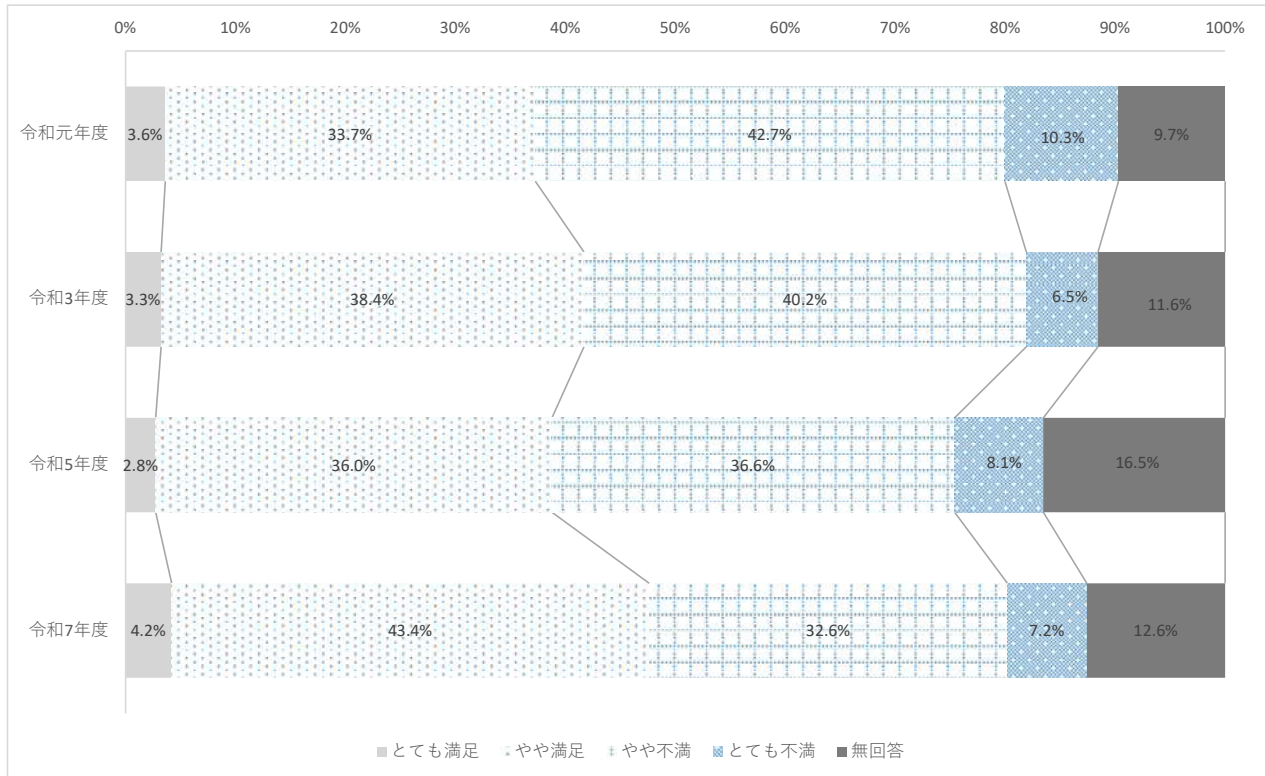 0% 10% 20% 30% 40% 50% 60% 70% 80% 90% 100%
令和元年度 3.6% 33.7% 42.7% 10.3% 9.7%
令和3年度 3.3% 38.4% 40.2% 6.5% 11.6%
令和5年度 2.8% 36.0% 36.6% 8.1% 16.5%
令和7年度 4.2% 43.4% 32.6% 7.2% 12.6%
とても満足 やや満足 やや不満 とても不満 無回答